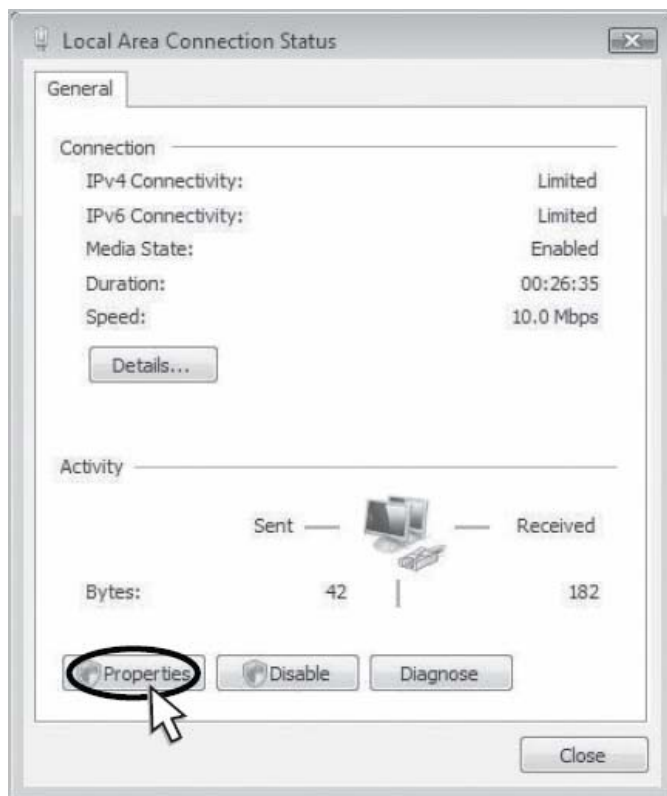 Local Area Connection Status
General
Connection
IPv4 Connectivity: Limited
IPv6 Connectivity: Limited
Media State: Enabled
Duration: 00:26:35
Speed: 10.0 Mbps
Details...
Activity
Sent Received
Bytes: 42 182
Properties Disable Diagnose
Close